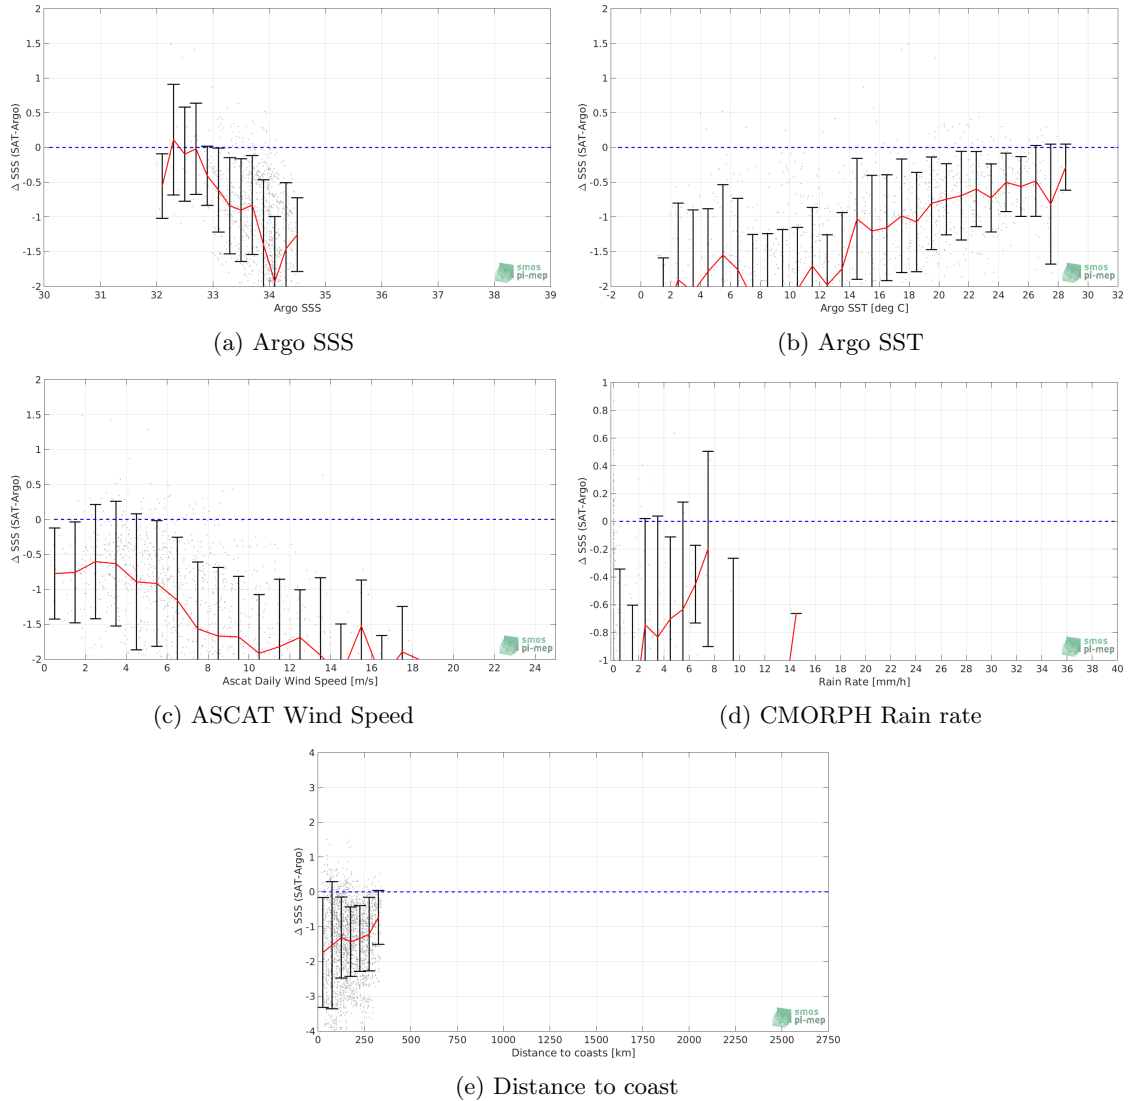 2
1.5
1
0.5
0
-0.5
-1
-1.5
-2
Δ SSS (SAT-Argo)
30 31 32 33 34 35 36 37 38 39
Argo SSS
smos
pi-mep
(a) Argo SSS
2
1.5
1
0.5
0
-0.5
-1
-1.5
-2
Δ SSS (SAT-Argo)
-2 0 2 4 6 8 10 12 14 16 18 20 22 24 26 28 30 32
Argo SST [deg C]
smos
pi-mep
(b) Argo SST
2
1.5
1
0.5
0
-0.5
-1
-1.5
-2
Δ SSS (SAT-Argo)
0 2 4 6 8 10 12 14 16 18 20 22 24
Ascat Daily Wind Speed [m/s]
smos
pi-mep
(c) ASCAT Wind Speed
1
0.8
0.6
0.4
0.2
0
-0.2
-0.4
-0.6
-0.8
-1
Δ SSS (SAT-Argo)
0 2 4 6 8 10 12 14 16 18 20 22 24 26 28 30 32 34 36 38 40
Rain Rate [mm/h]
smos
pi-mep
(d) CMORPH Rain rate
4
3
2
1
0
-1
-2
-3
-4
Δ SSS (SAT-Argo)
0 250 500 750 1000 1250 1500 1750 2000 2250 2500 2750
Distance to coasts [km]
smos
pi-mep
(e) Distance to coast